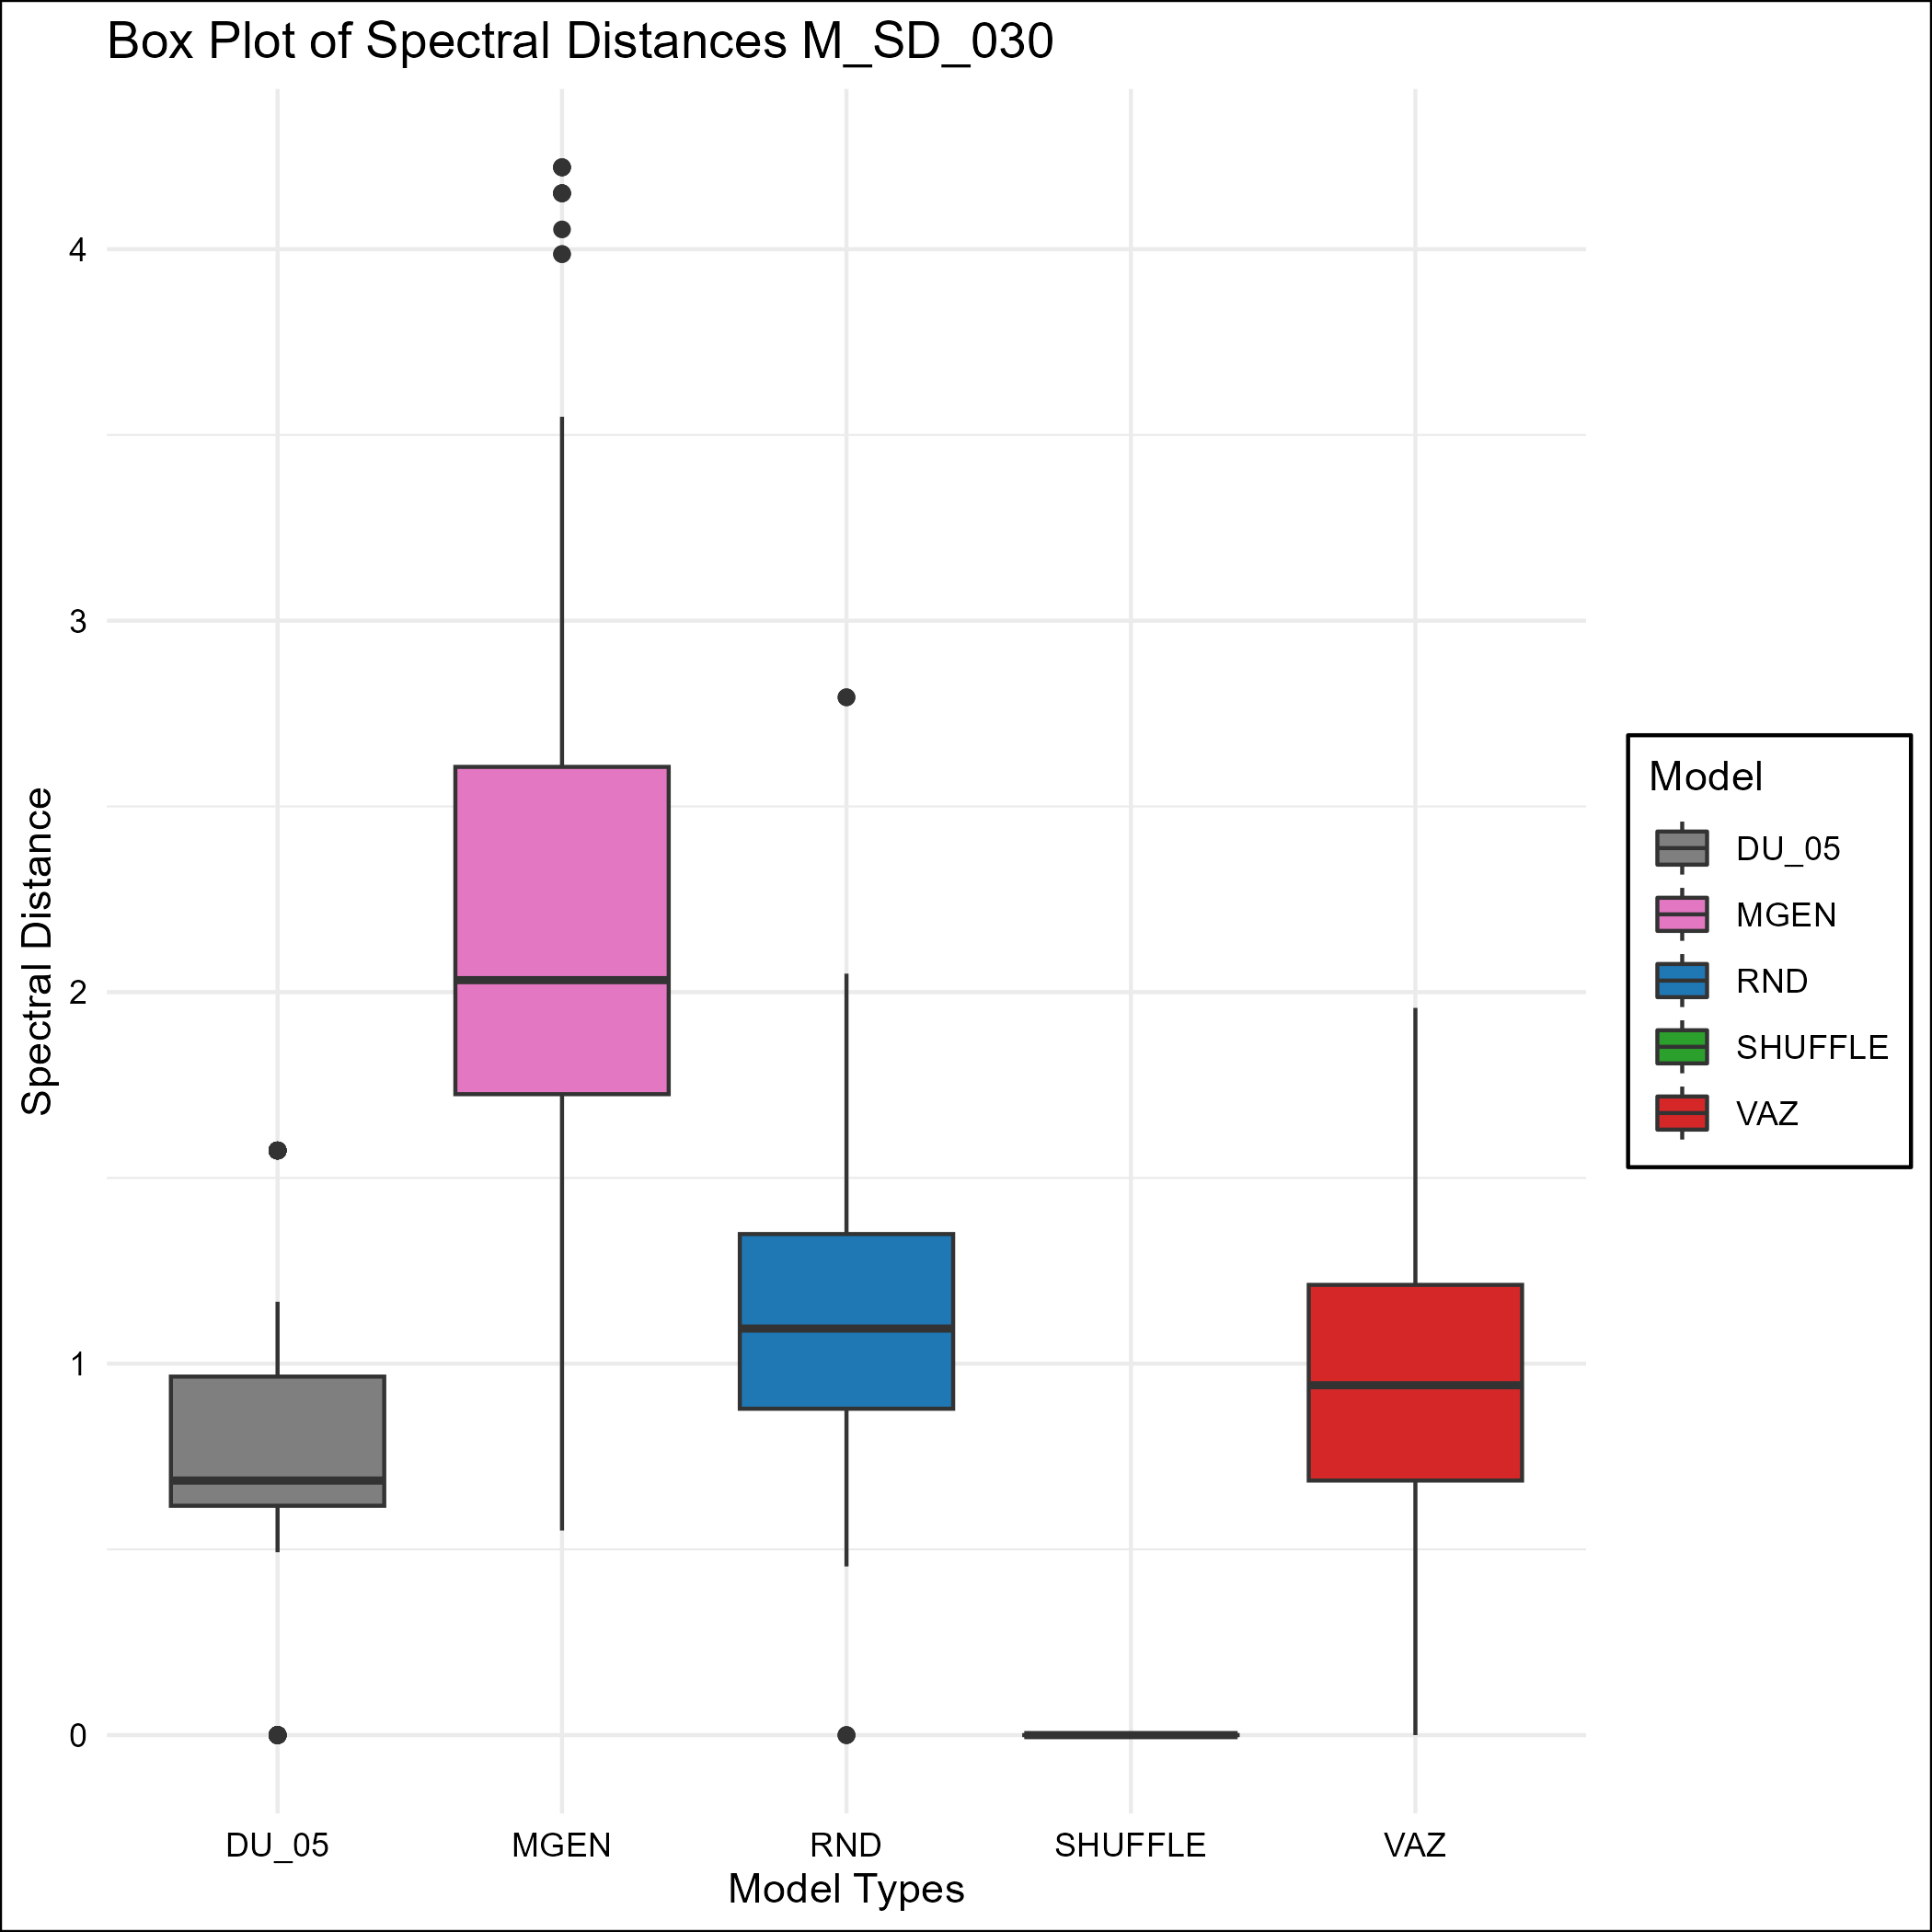 Box Plot of Spectral Distances M_SD_030
Spectral Distance
4
3
2
1
0
DU_05
MGEN
RND
SHUFFLE
VAZ
Model Types
Model
DU_05
MGEN
RND
SHUFFLE
VAZ